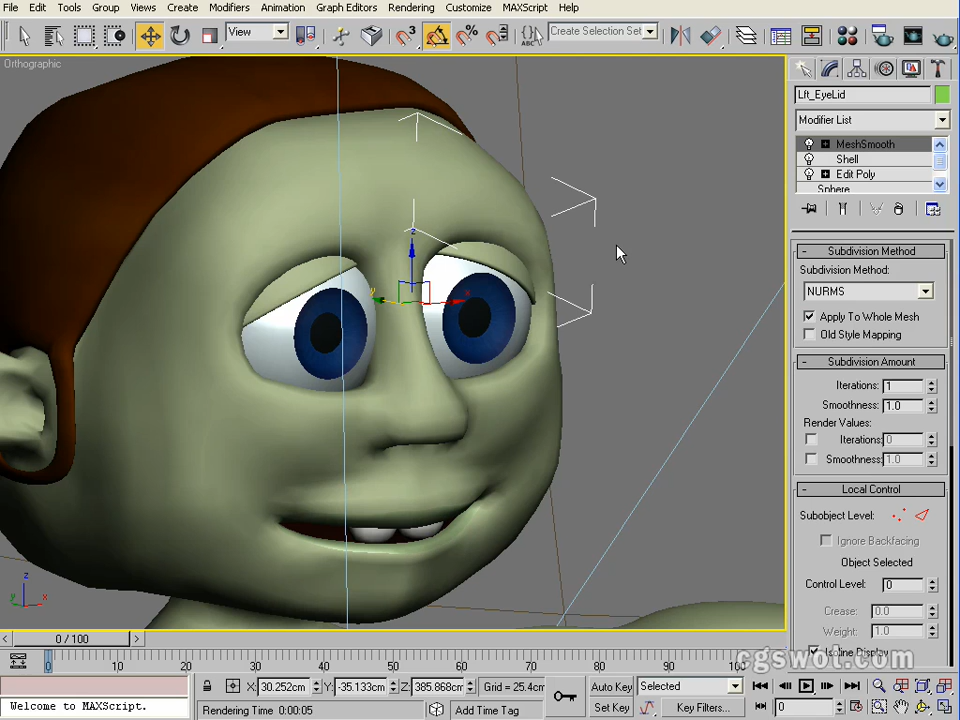 File Edit Tools Group Views Create Modifiers Animation Graph Editors Rendering Customize MAXScript Help
View 3 % ABC Create Selection Set
Orthographic
Lft_EyeLid
Modifier List
MeshSmooth
Shell
Edit Poly
Sphere
- Subdivision Method
Subdivision Method:
NURMS
Apply To Whole Mesh
Old Style Mapping
- Subdivision Amount
Iterations: 1
Smoothness: 1.0
Render Values:
Iterations: 0
Smoothness: 1.0
- Local Control
Subobject Level:
Ignore Backfacing
Object Selected
Control Level: 0
Crease: 0.0
Weight: 1.0
Isoline Display
z
y
x
z
y x
cgswot.com
< 0 / 100 >
0 10 20 30 40 50 60 70 80 90 100
X: 30.252cm Y: -35.133cm Z: 385.868cm Grid = 25.4cm Auto Key Selected
Welcome to MAXScript. Rendering Time 0:00:05 Add Time Tag Set Key Key Filters... 0